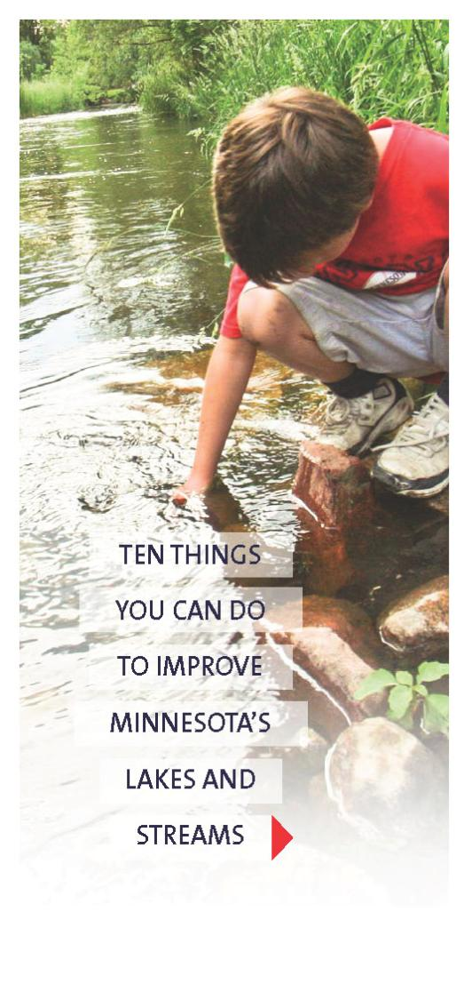 TEN THINGS
YOU CAN DO
TO IMPROVE
MINNESOTA'S
LAKES AND
STREAMS